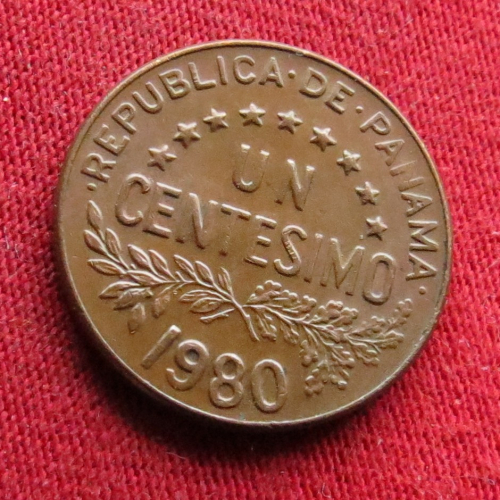 ·REPUBLICA·DE·PANAMA·
UN
CENTESIMO
1980